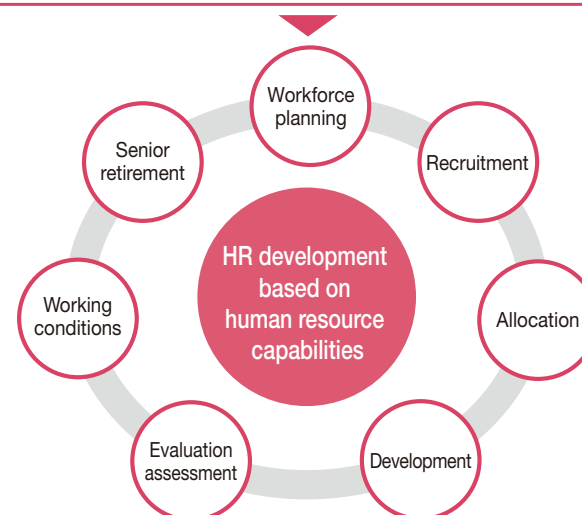 Workforce
planning
Recruitment
Allocation
Development
Evaluation
assessment
Working
conditions
Senior
retirement
HR development
based on
human resource
capabilities